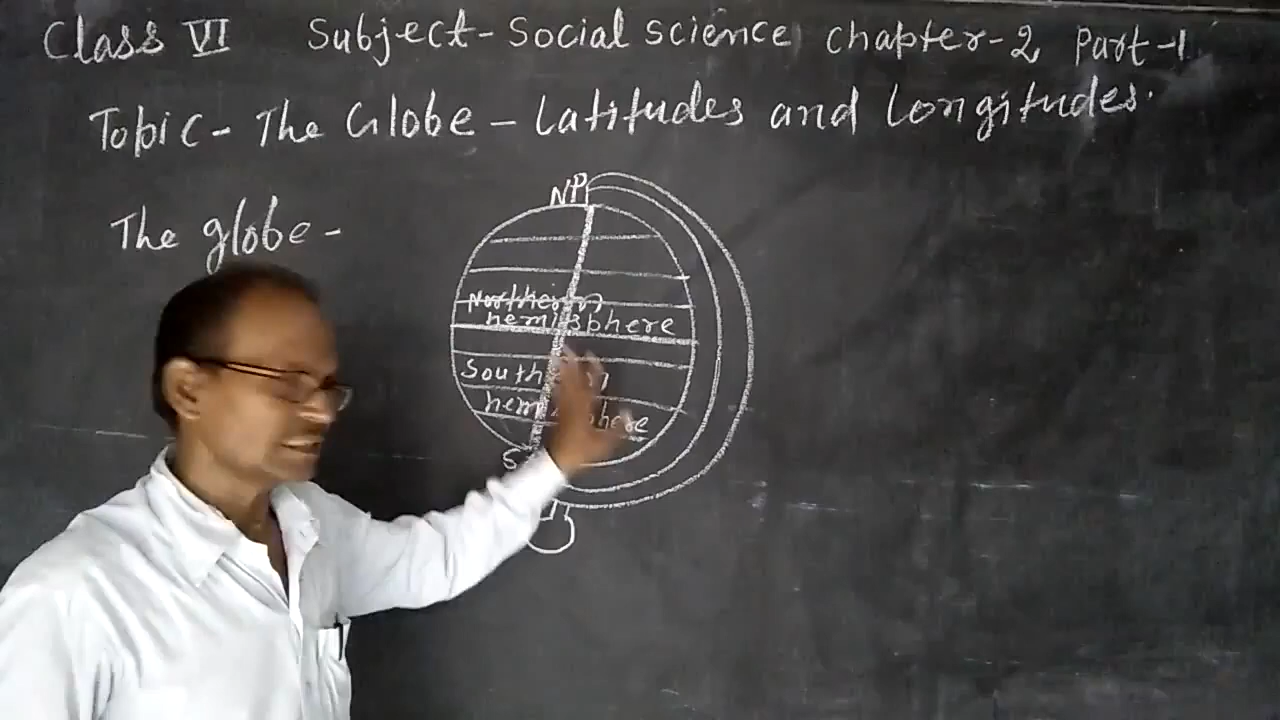 Class VI Subject - Social science chapter - 2 Part - 1
Topic - The Globe - Latitudes and Longitudes.
The globe -
NP
Northern
hemisphere
Southern
hemisphere
S